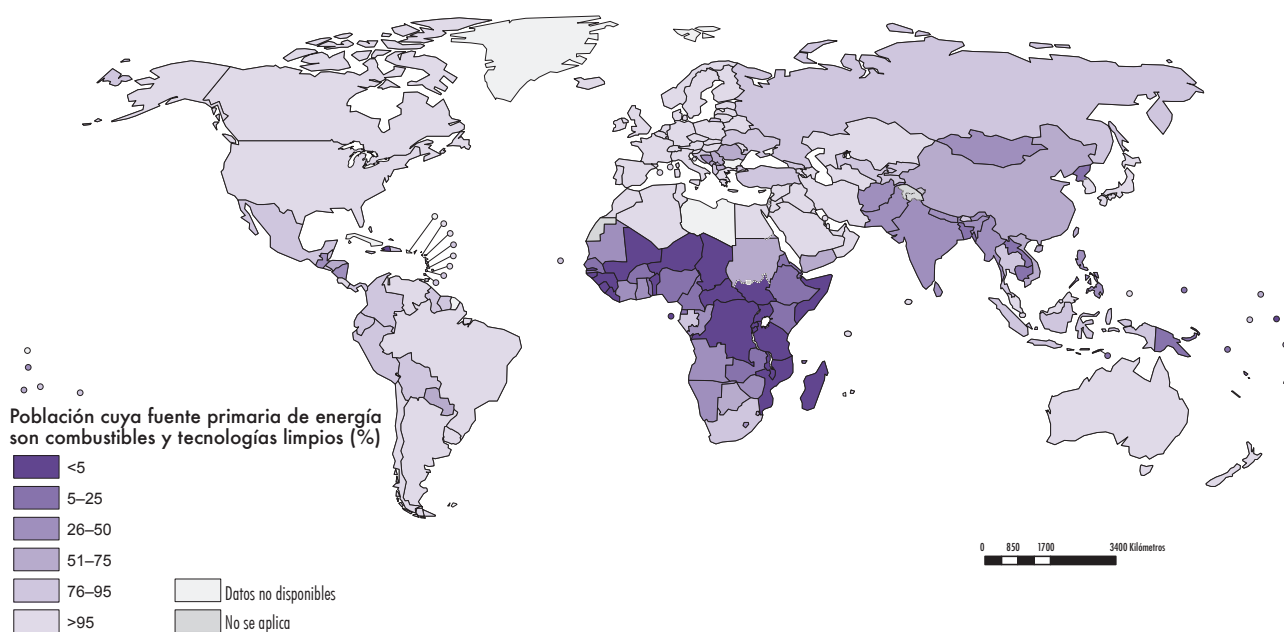 Población cuya fuente primaria de energía
son combustibles y tecnologías limpios (%)
<5
5–25
26–50
51–75
76–95
>95
Datos no disponibles
No se aplica
0 850 1700 3400 Kilómetros